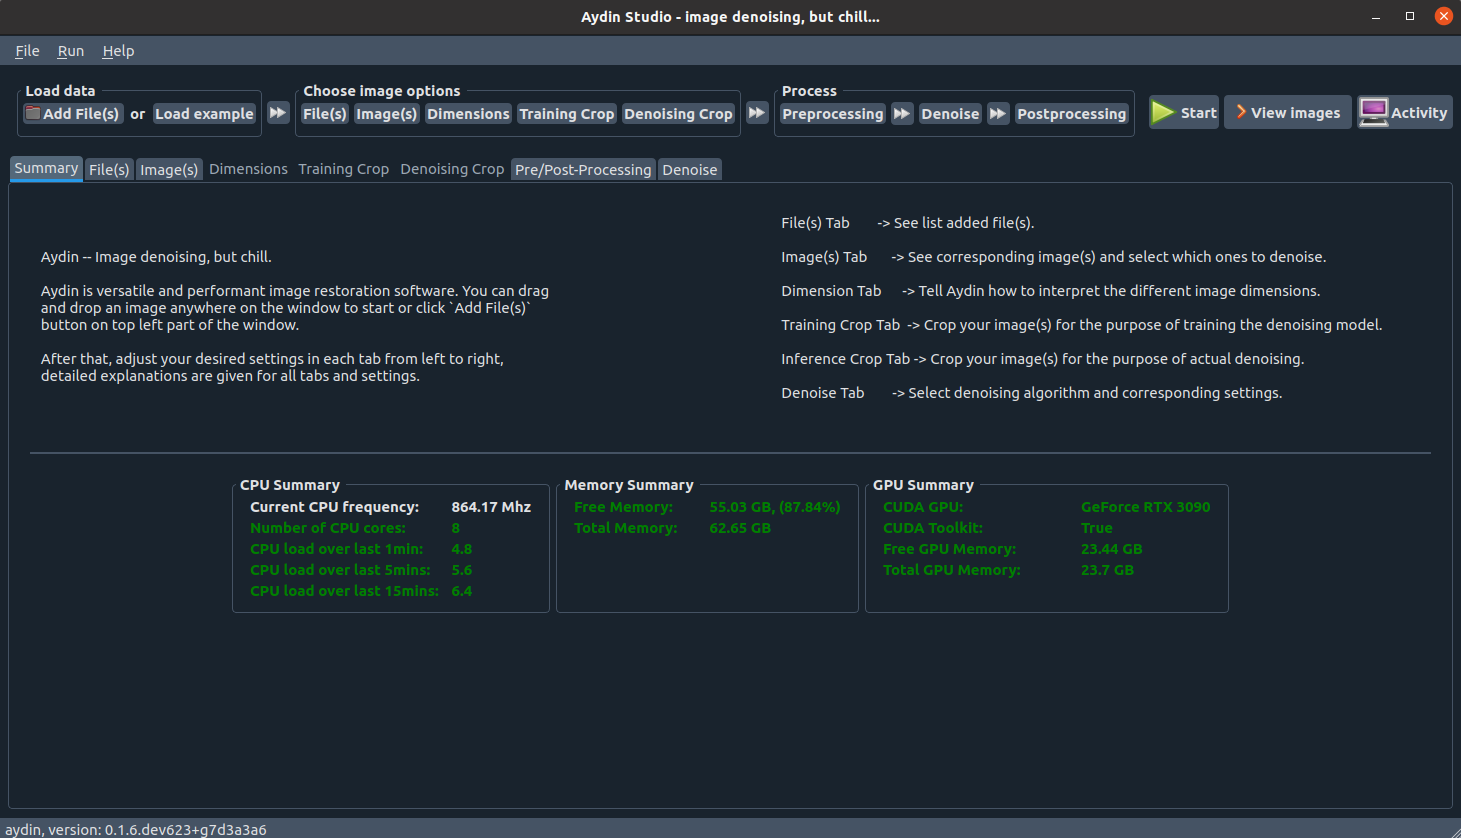 Aydin Studio - image denoising, but chill...
File Run Help
Load data Choose image options Process
Add File(s) or Load example File(s) Image(s) Dimensions Training Crop Denoising Crop Preprocessing Denoise Postprocessing Start View images Activity
Summary File(s) Image(s) Dimensions Training Crop Denoising Crop Pre/Post-Processing Denoise
Aydin -- Image denoising, but chill.
Aydin is versatile and performant image restoration software. You can drag
and drop an image anywhere on the window to start or click `Add File(s)`
button on top left part of the window.
After that, adjust your desired settings in each tab from left to right,
detailed explanations are given for all tabs and settings.
File(s) Tab -> See list added file(s).
Image(s) Tab -> See corresponding image(s) and select which ones to denoise.
Dimension Tab -> Tell Aydin how to interpret the different image dimensions.
Training Crop Tab -> Crop your image(s) for the purpose of training the denoising model.
Inference Crop Tab -> Crop your image(s) for the purpose of actual denoising.
Denoise Tab -> Select denoising algorithm and corresponding settings.
CPU Summary
Current CPU frequency: 864.17 Mhz
Number of CPU cores: 8
CPU load over last 1min: 4.8
CPU load over last 5mins: 5.6
CPU load over last 15mins: 6.4
Memory Summary
Free Memory: 55.03 GB, (87.84%)
Total Memory: 62.65 GB
GPU Summary
CUDA GPU: GeForce RTX 3090
CUDA Toolkit: True
Free GPU Memory: 23.44 GB
Total GPU Memory: 23.7 GB
aydin, version: 0.1.6.dev623+g7d3a3a6